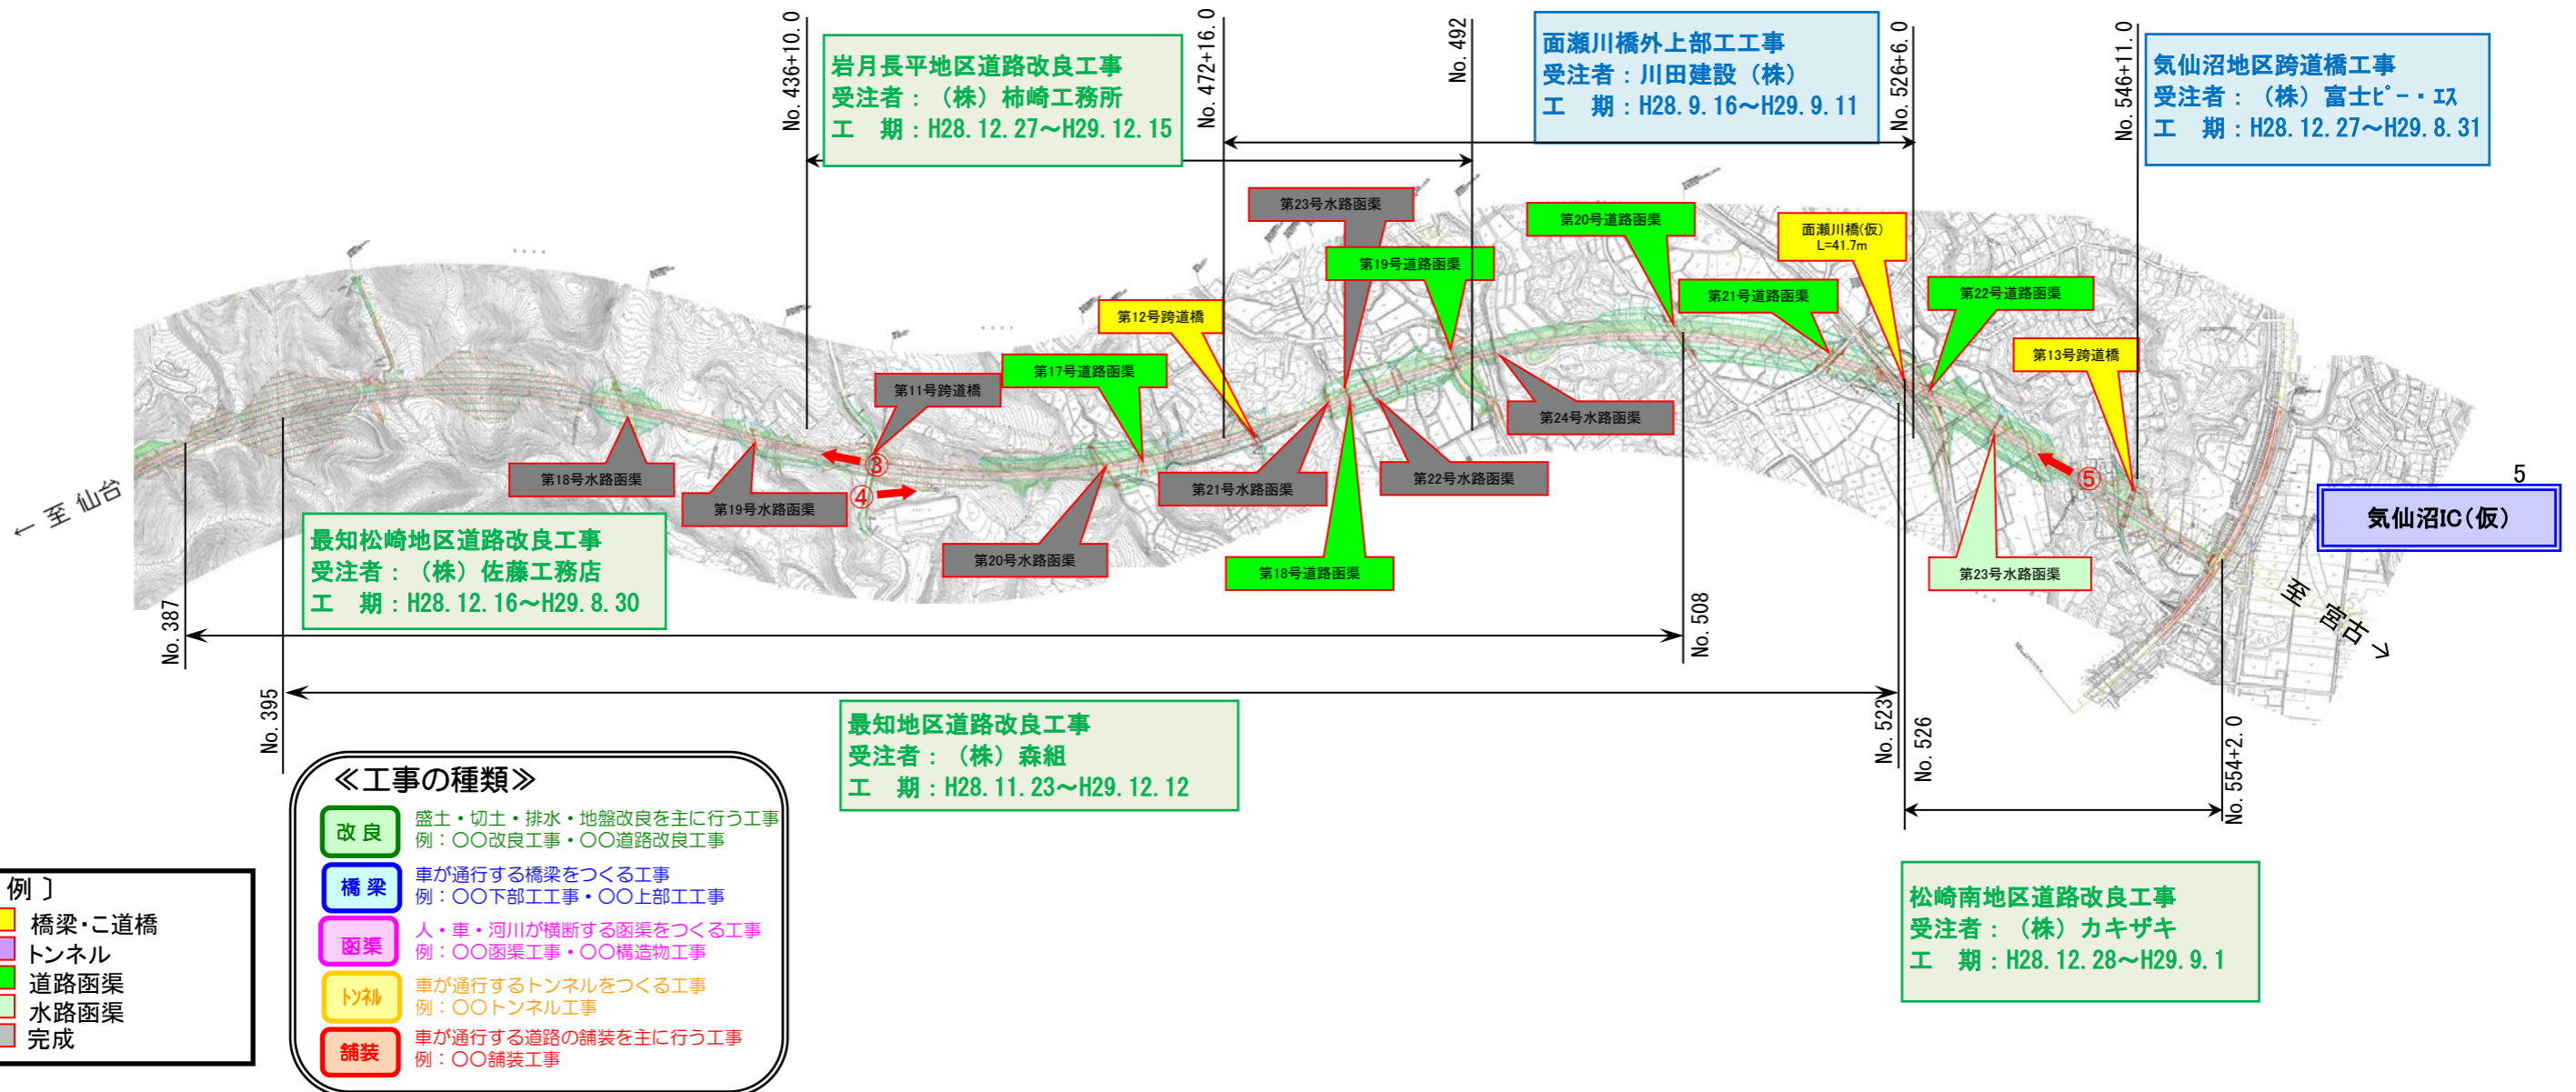 No. 436+10. 0
岩月長平地区道路改良工事
受注者：（株）柿崎工務所
工　期：H28. 12. 27～H29. 12. 15
No. 472+16. 0
No. 492
面瀬川橋外上部工工事
受注者：川田建設（株）
工　期：H28. 9. 16～H29. 9. 11
No. 526+6. 0
No. 546+11. 0
気仙沼地区跨道橋工事
受注者：（株）富士ﾋﾟｰ・ｴｽ
工　期：H28. 12. 27～H29. 8. 31
第23号水路函渠
第20号道路函渠
面瀬川橋(仮)
L=41.7m
第19号道路函渠
第21号道路函渠
第22号道路函渠
第12号跨道橋
第13号跨道橋
第17号道路函渠
第11号跨道橋
第24号水路函渠
③
④
⑤
第18号水路函渠
第19号水路函渠
第20号水路函渠
第21号水路函渠
第22号水路函渠
第18号道路函渠
第23号水路函渠
5
気仙沼IC(仮)
← 至 仙台
至 宮古 →
最知松崎地区道路改良工事
受注者：（株）佐藤工務店
工　期：H28. 12. 16～H29. 8. 30
No. 387
No. 508
No. 395
No. 523
No. 526
No. 554+2. 0
最知地区道路改良工事
受注者：（株）森組
工　期：H28. 11. 23～H29. 12. 12
松崎南地区道路改良工事
受注者：（株）カキザキ
工　期：H28. 12. 28～H29. 9. 1
≪工事の種類≫
改良
盛土・切土・排水・地盤改良を主に行う工事
例：〇〇改良工事・〇〇道路改良工事
橋梁
車が通行する橋梁をつくる工事
例：〇〇下部工工事・〇〇上部工工事
函渠
人・車・河川が横断する函渠をつくる工事
例：〇〇函渠工事・〇〇構造物工事
ﾄﾝﾈﾙ
車が通行するトンネルをつくる工事
例：〇〇トンネル工事
舗装
車が通行する道路の舗装を主に行う工事
例：〇〇舗装工事
例 〕
橋梁・こ道橋
トンネル
道路函渠
水路函渠
完成